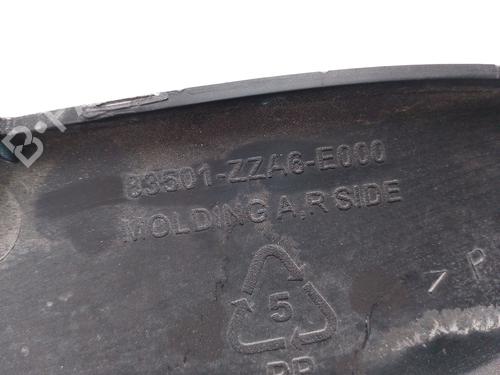 83501-ZZA6-E000
MOLDING A,R SIDE
> P
5
PP